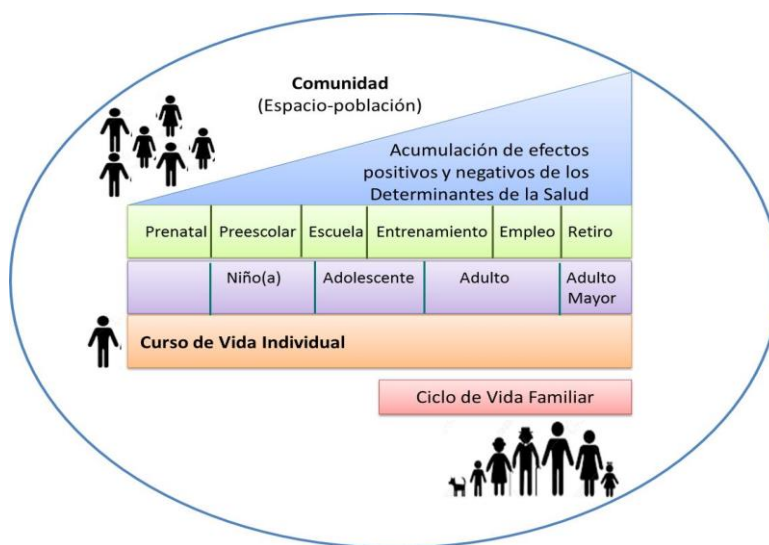 Comunidad
(Espacio-población)
Acumulación de efectos
positivos y negativos de los
Determinantes de la Salud
Prenatal Preescolar Escuela Entrenamiento Empleo Retiro
Niño(a) Adolescente Adulto Adulto
Mayor
Curso de Vida Individual
Ciclo de Vida Familiar